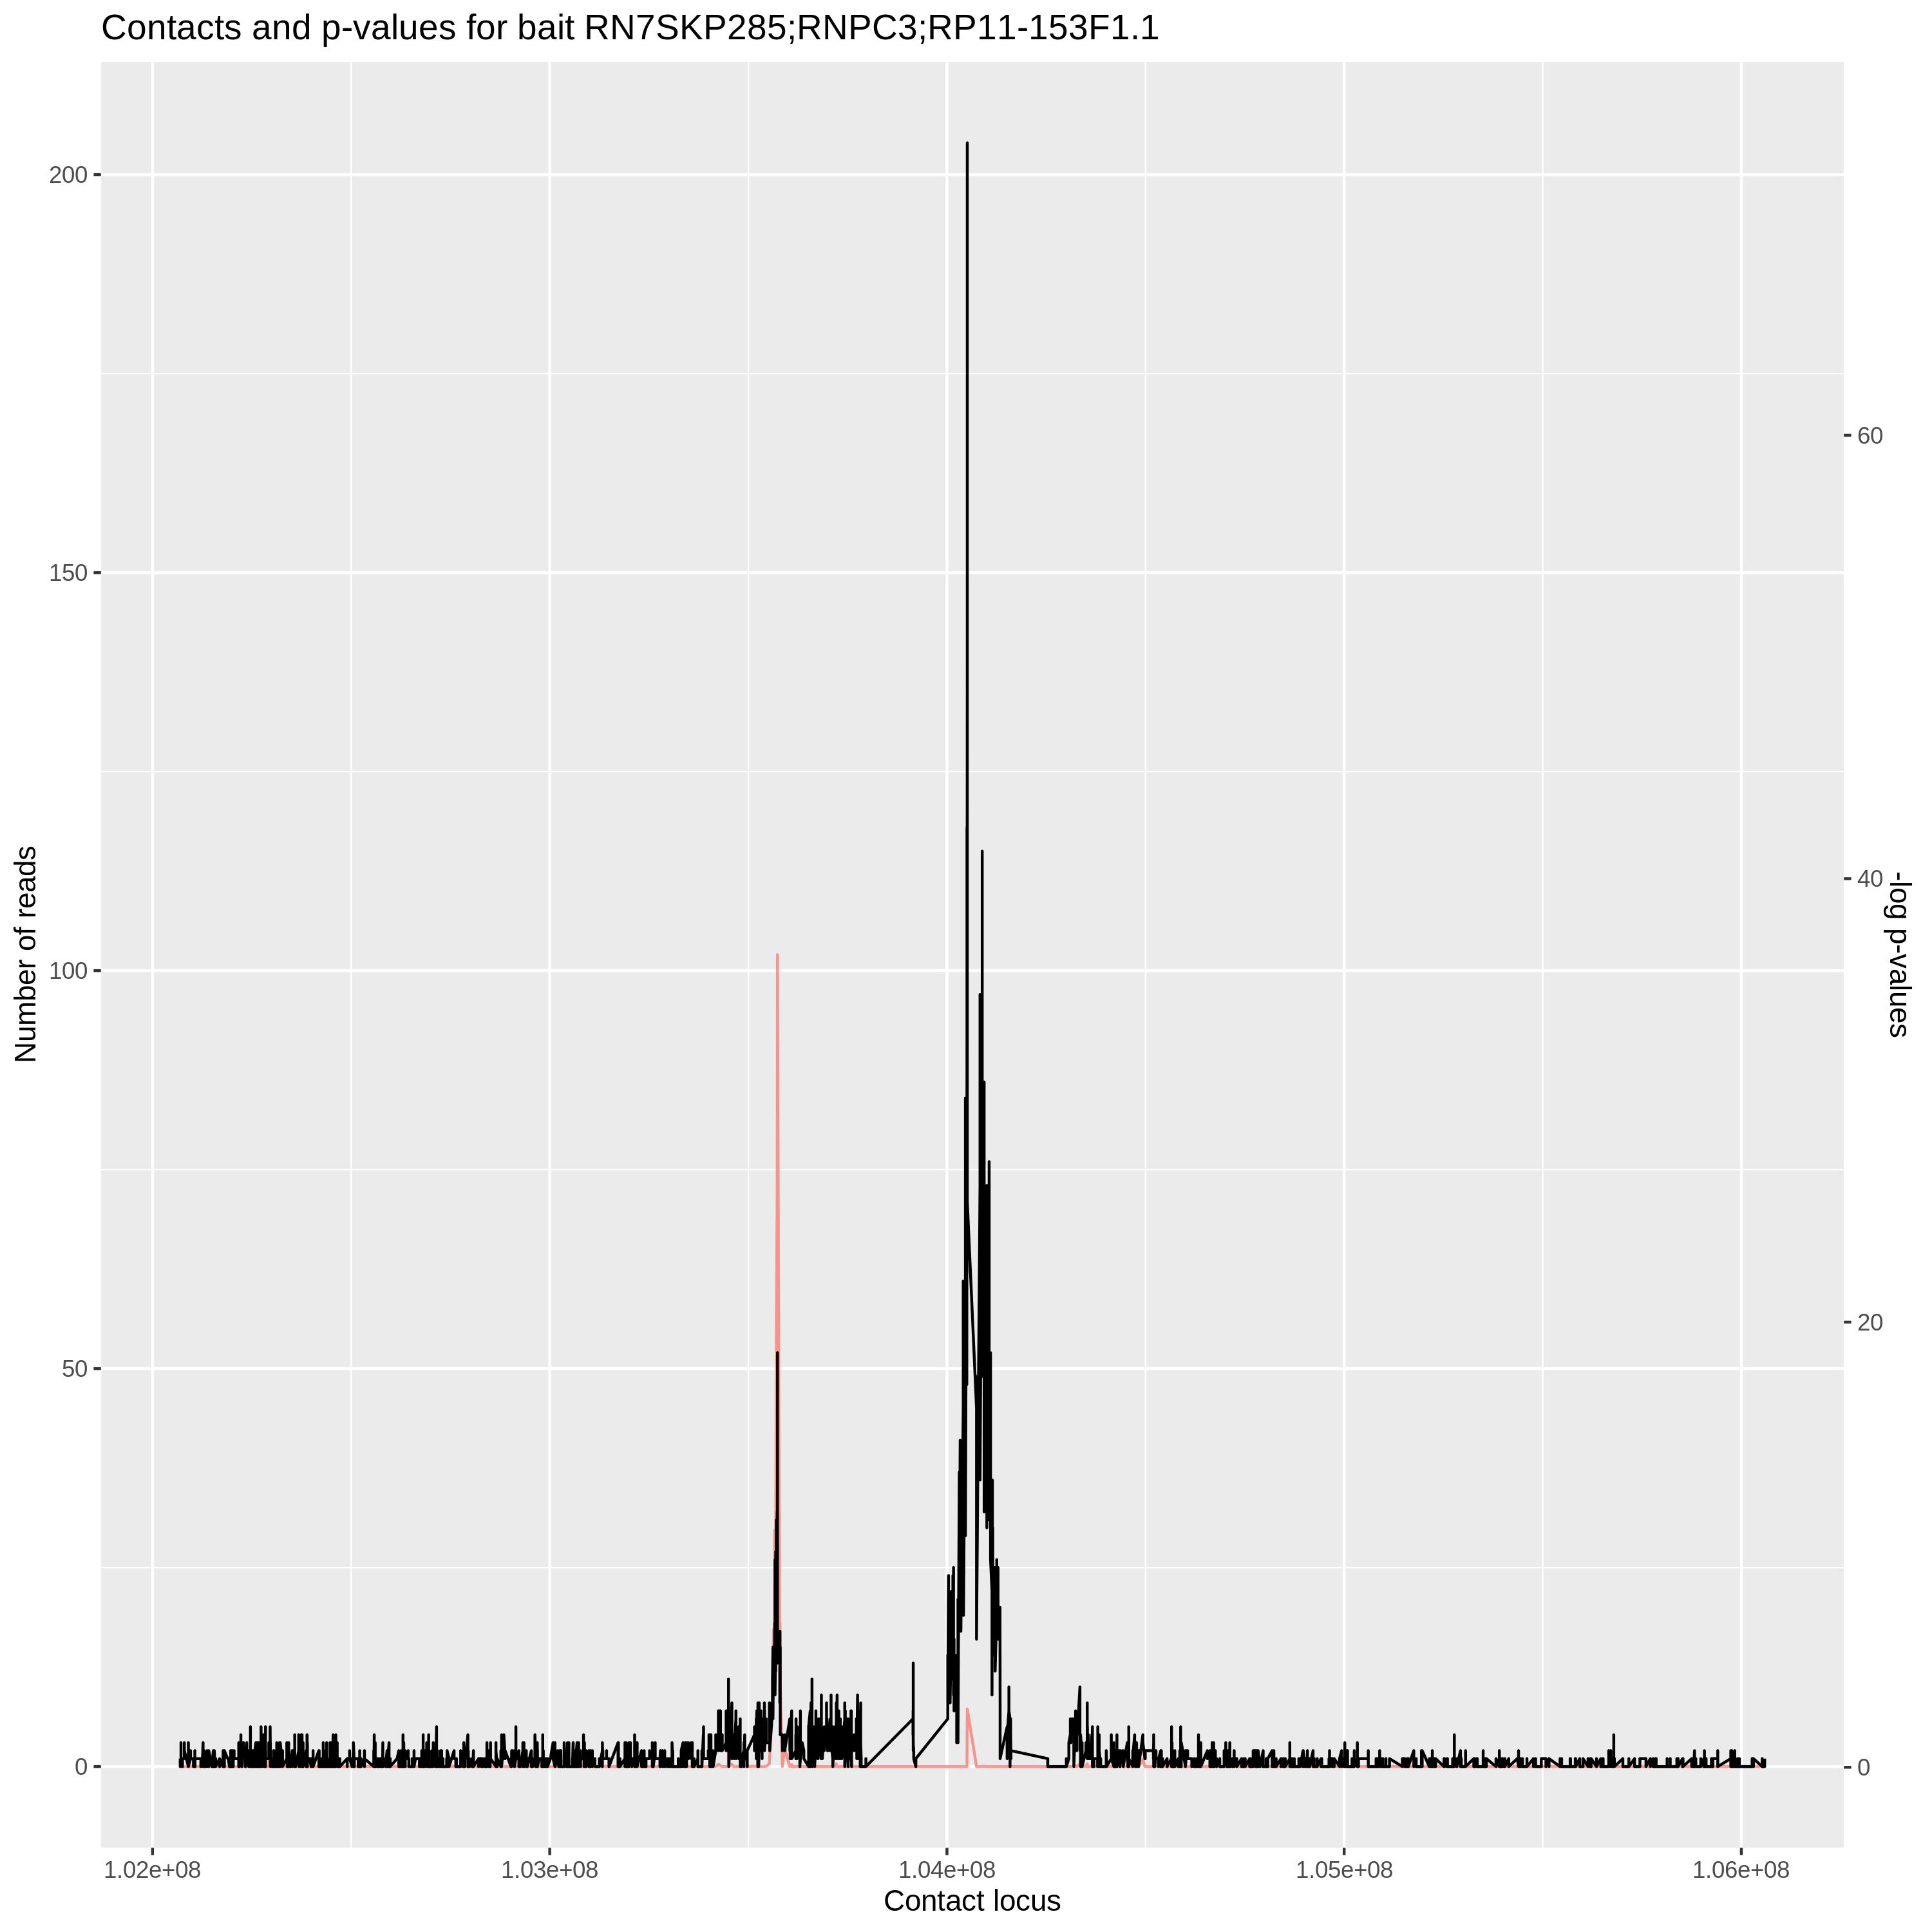 Contacts and p-values for bait RN7SKP285;RNPC3;RP11-153F1.1
200
150
100
50
0
Number of reads
60
40
20
0
-log p-values
1.02e+08
1.03e+08
1.04e+08
1.05e+08
1.06e+08
Contact locus